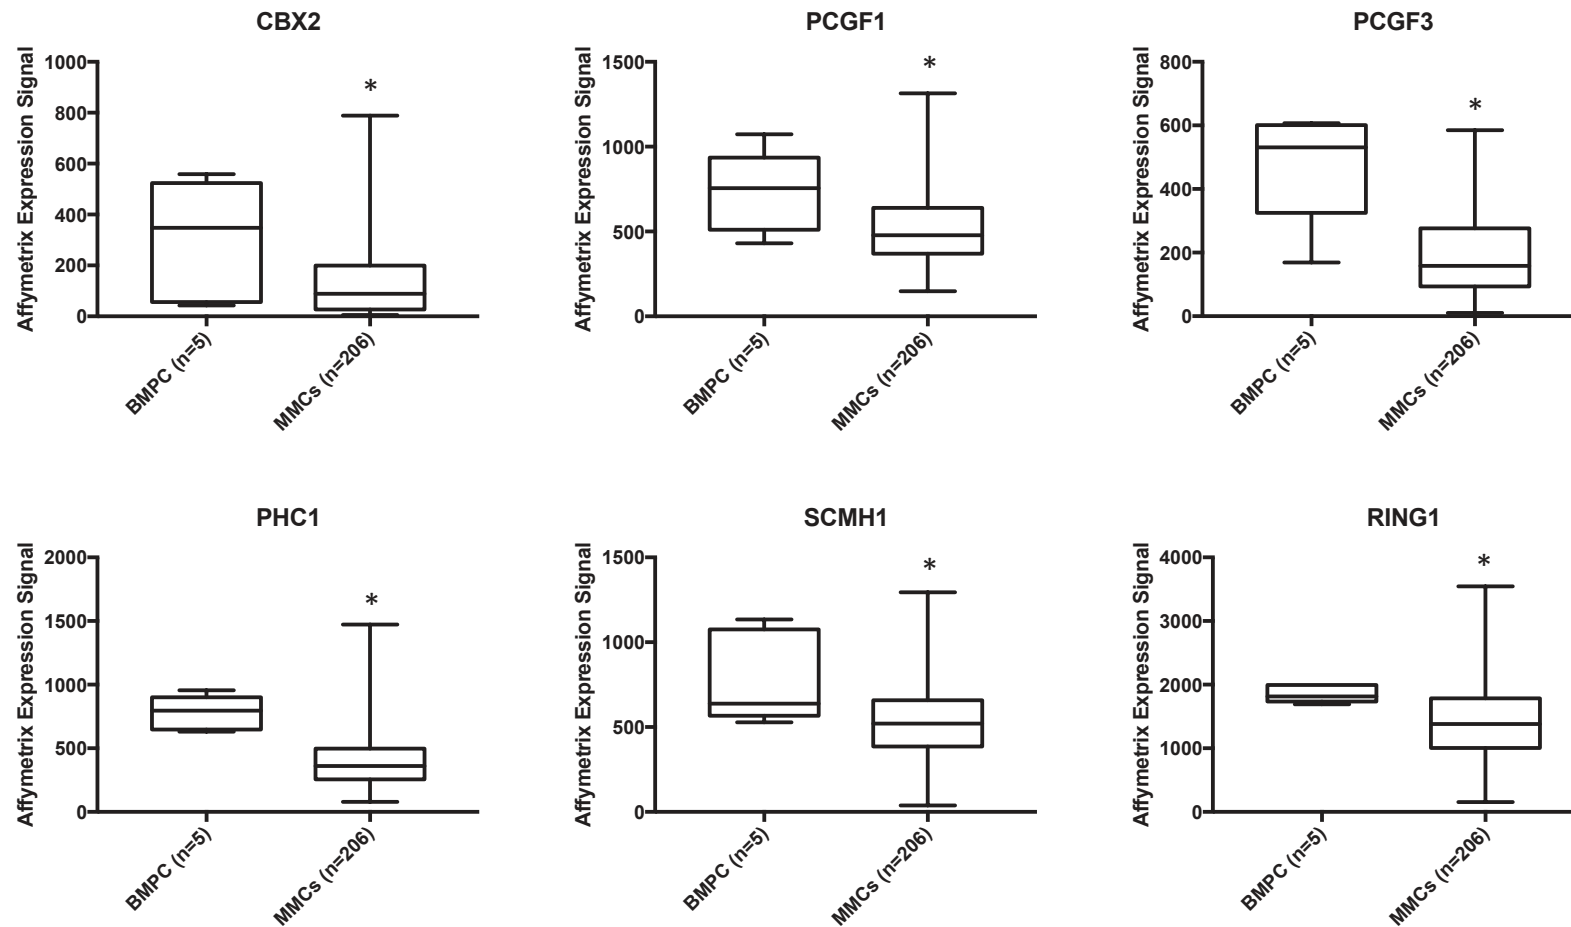 CBX2
PCGF1
PCGF3
Affymetrix Expression Signal
1000
800
600
400
200
0
*
BMPC (n=5)
MMCs (n=206)
Affymetrix Expression Signal
1500
1000
500
0
*
BMPC (n=5)
MMCs (n=206)
Affymetrix Expression Signal
800
600
400
200
0
*
BMPC (n=5)
MMCs (n=206)
PHC1
SCMH1
RING1
Affymetrix Expression Signal
2000
1500
1000
500
0
*
BMPC (n=5)
MMCs (n=206)
Affymetrix Expression Signal
1500
1000
500
0
*
BMPC (n=5)
MMCs (n=206)
Affymetrix Expression Signal
4000
3000
2000
1000
0
*
BMPC (n=5)
MMCs (n=206)